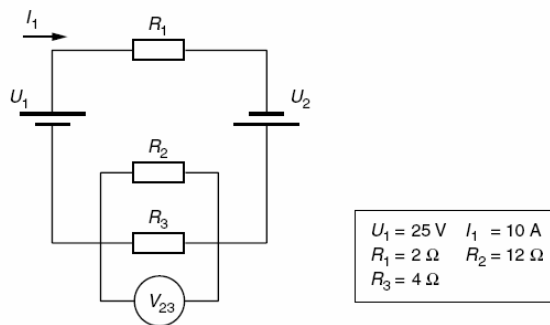 I₁
R₁
U₁
U₂
R₂
R₃
V₂₃
U₁ = 25 V I₁ = 10 A
R₁ = 2 Ω R₂ = 12 Ω
R₃ = 4 Ω